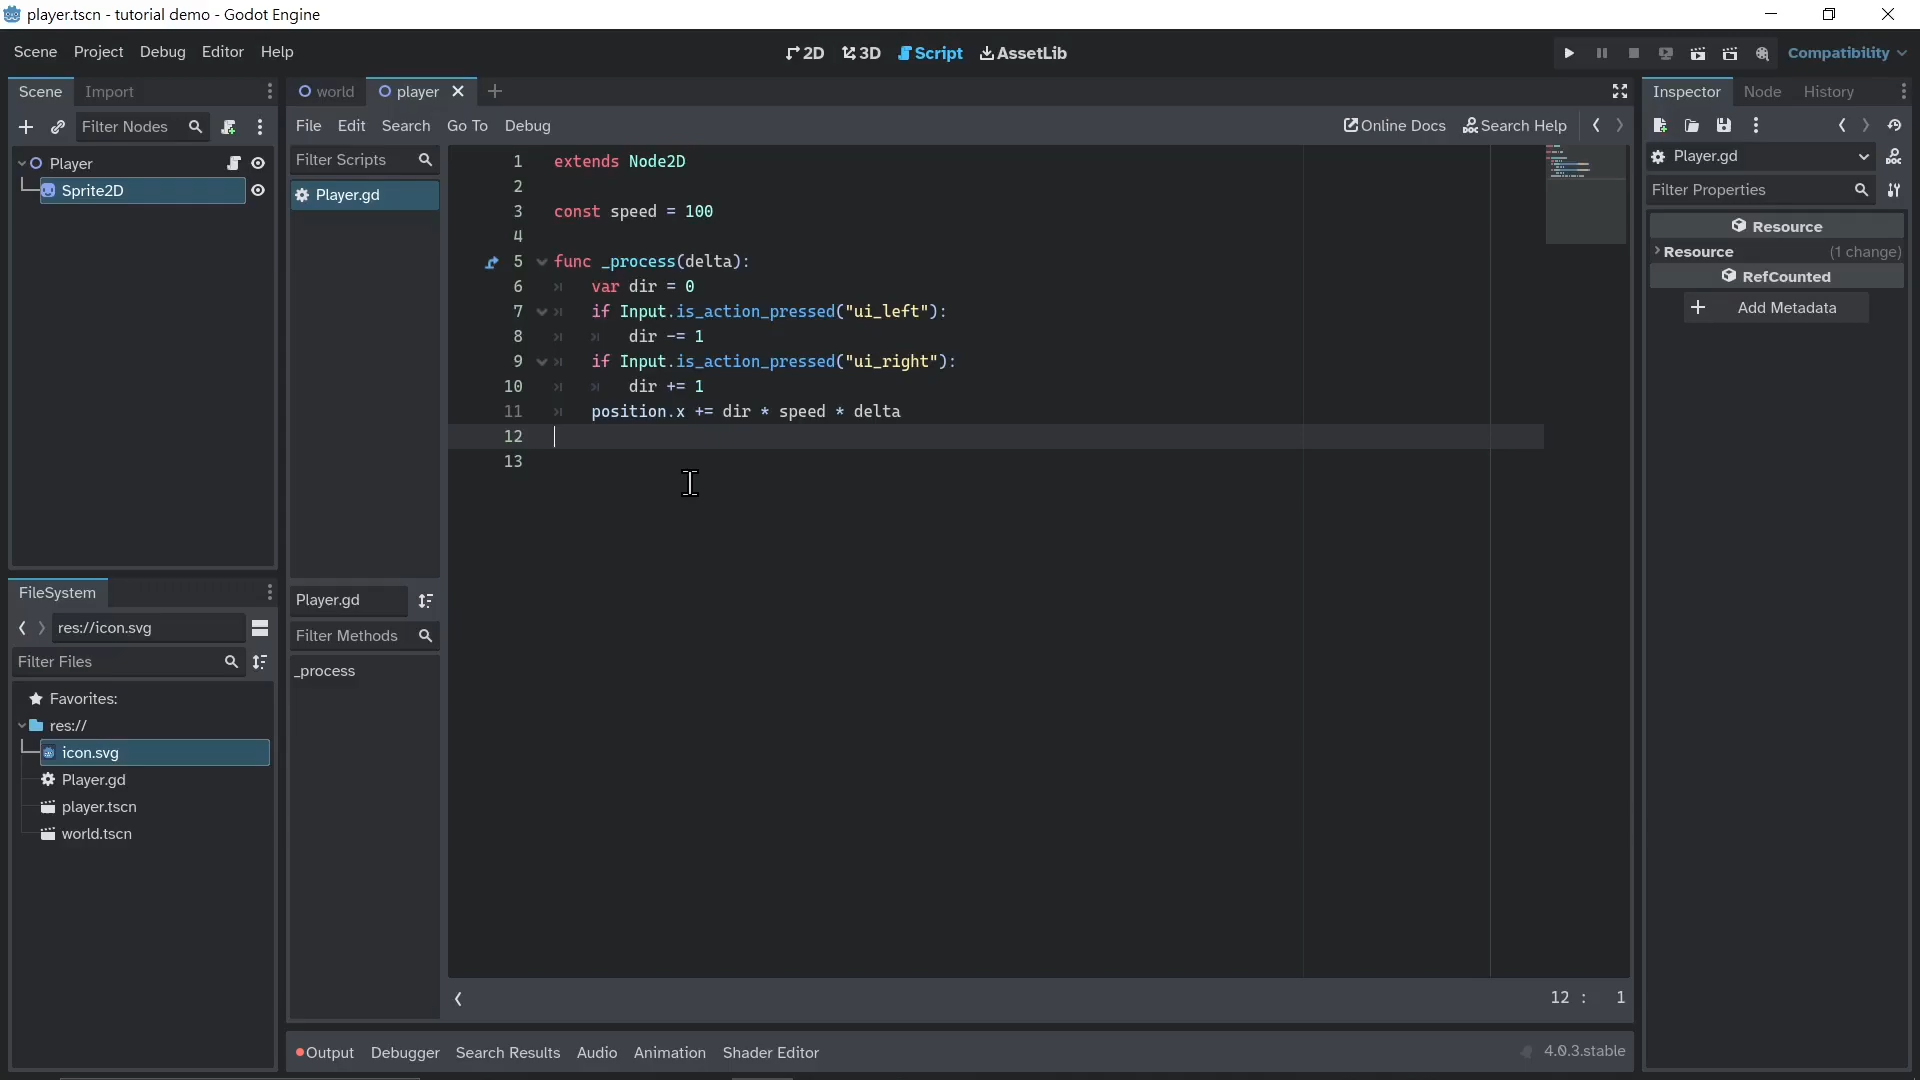 player.tscn - tutorial demo - Godot Engine
Scene Project Debug Editor Help
2D 3D Script AssetLib
Compatibility
Scene Import
Filter Nodes
Player
Sprite2D
FileSystem
res://icon.svg
Filter Files
Favorites:
res://
icon.svg
Player.gd
player.tscn
world.tscn
world player
File Edit Search Go To Debug
Online Docs Search Help
Filter Scripts
Player.gd
Player.gd
Filter Methods
_process
1 extends Node2D
2
3 const speed = 100
4
5 func _process(delta):
6 var dir = 0
7 if Input.is_action_pressed("ui_left"):
8 dir -= 1
9 if Input.is_action_pressed("ui_right"):
10 dir += 1
11 position.x += dir * speed * delta
12
13
12 : 1
Output Debugger Search Results Audio Animation Shader Editor
4.0.3.stable
Inspector Node History
Player.gd
Filter Properties
Resource
Resource (1 change)
RefCounted
Add Metadata